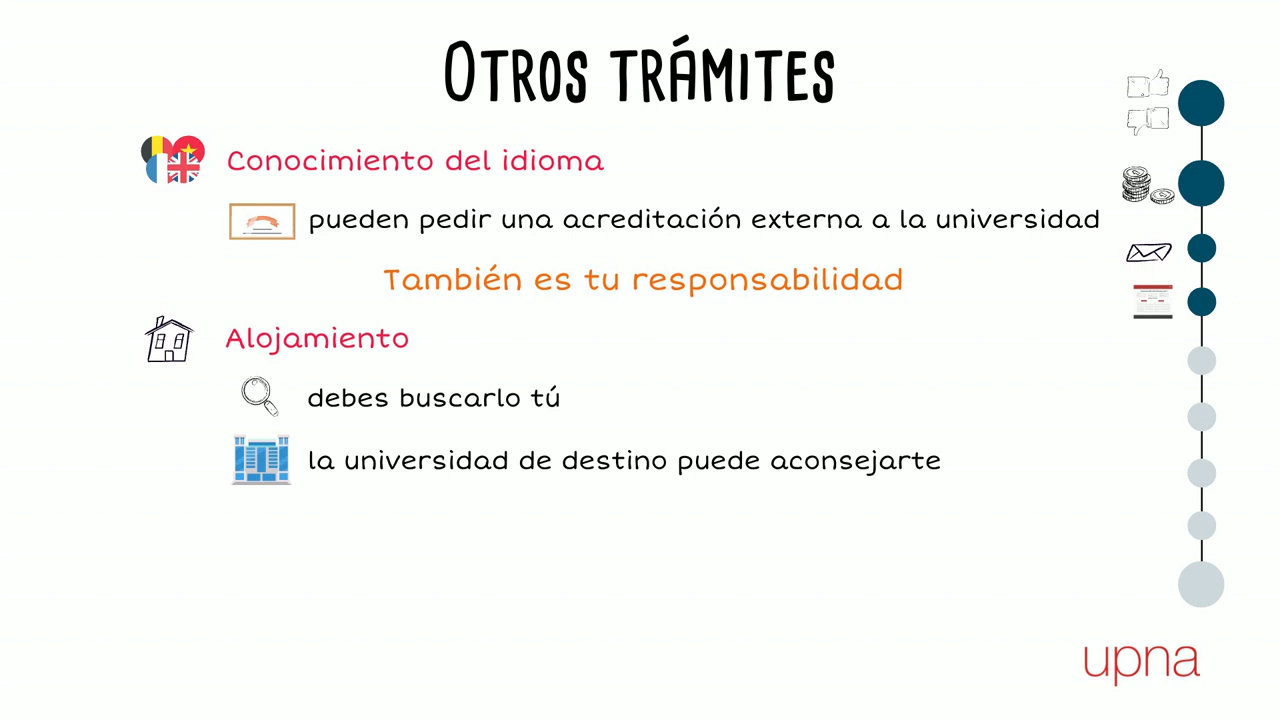 OTROS TRÁMITES
Conocimiento del idioma
pueden pedir una acreditación externa a la universidad
También es tu responsabilidad
Alojamiento
debes buscarlo tú
la universidad de destino puede aconsejarte
upna